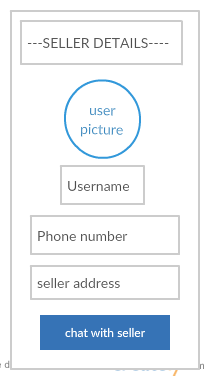 ---SELLER DETAILS----
user
picture
Username
Phone number
seller address
chat with seller